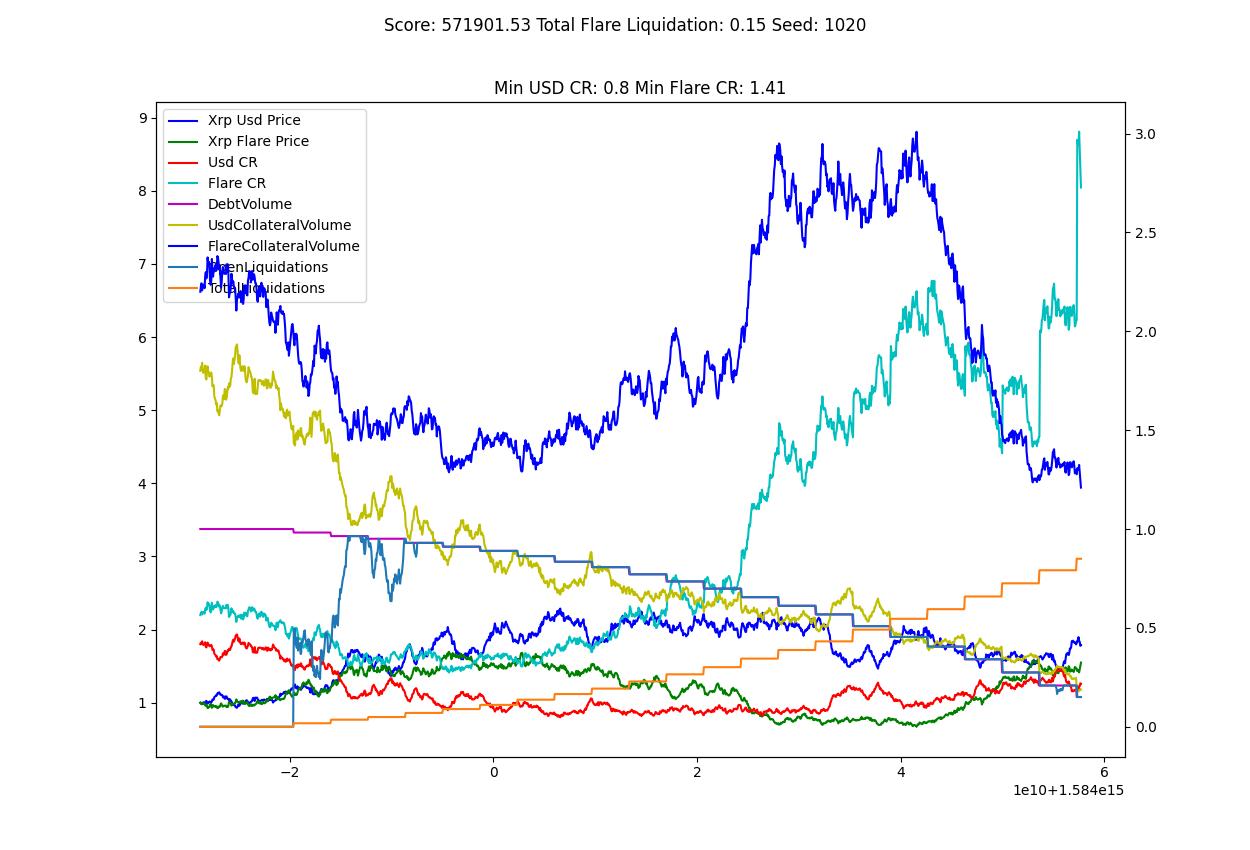 Score: 571901.53 Total Flare Liquidation: 0.15 Seed: 1020
Min USD CR: 0.8 Min Flare CR: 1.41
Xrp Usd Price
Xrp Flare Price
Usd CR
Flare CR
DebtVolume
UsdCollateralVolume
FlareCollateralVolume
OpenLiquidations
TotalLiquidations
9
8
7
6
5
4
3
2
1
3.0
2.5
2.0
1.5
1.0
0.5
0.0
−2 0 2 4 6
1e10+1.584e15